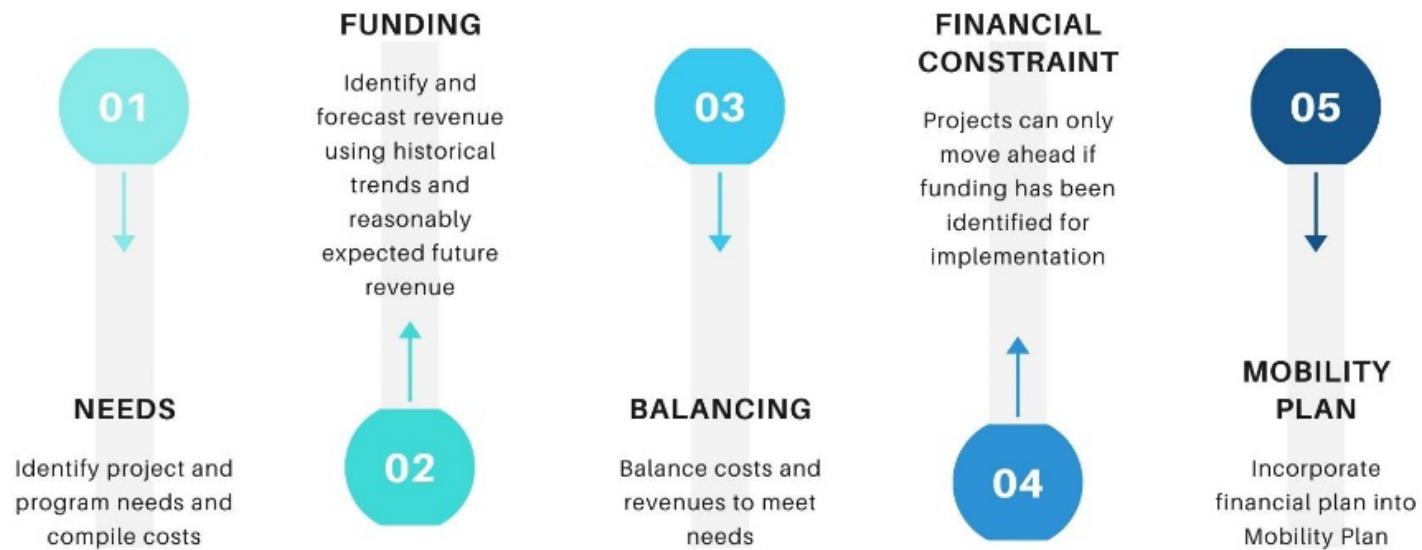 01
NEEDS
Identify project and
program needs and
compile costs
FUNDING
Identify and
forecast revenue
using historical
trends and
reasonably
expected future
revenue
02
03
BALANCING
Balance costs and
revenues to meet
needs
FINANCIAL
CONSTRAINT
Projects can only
move ahead if
funding has been
identified for
implementation
04
05
MOBILITY
PLAN
Incorporate
financial plan into
Mobility Plan